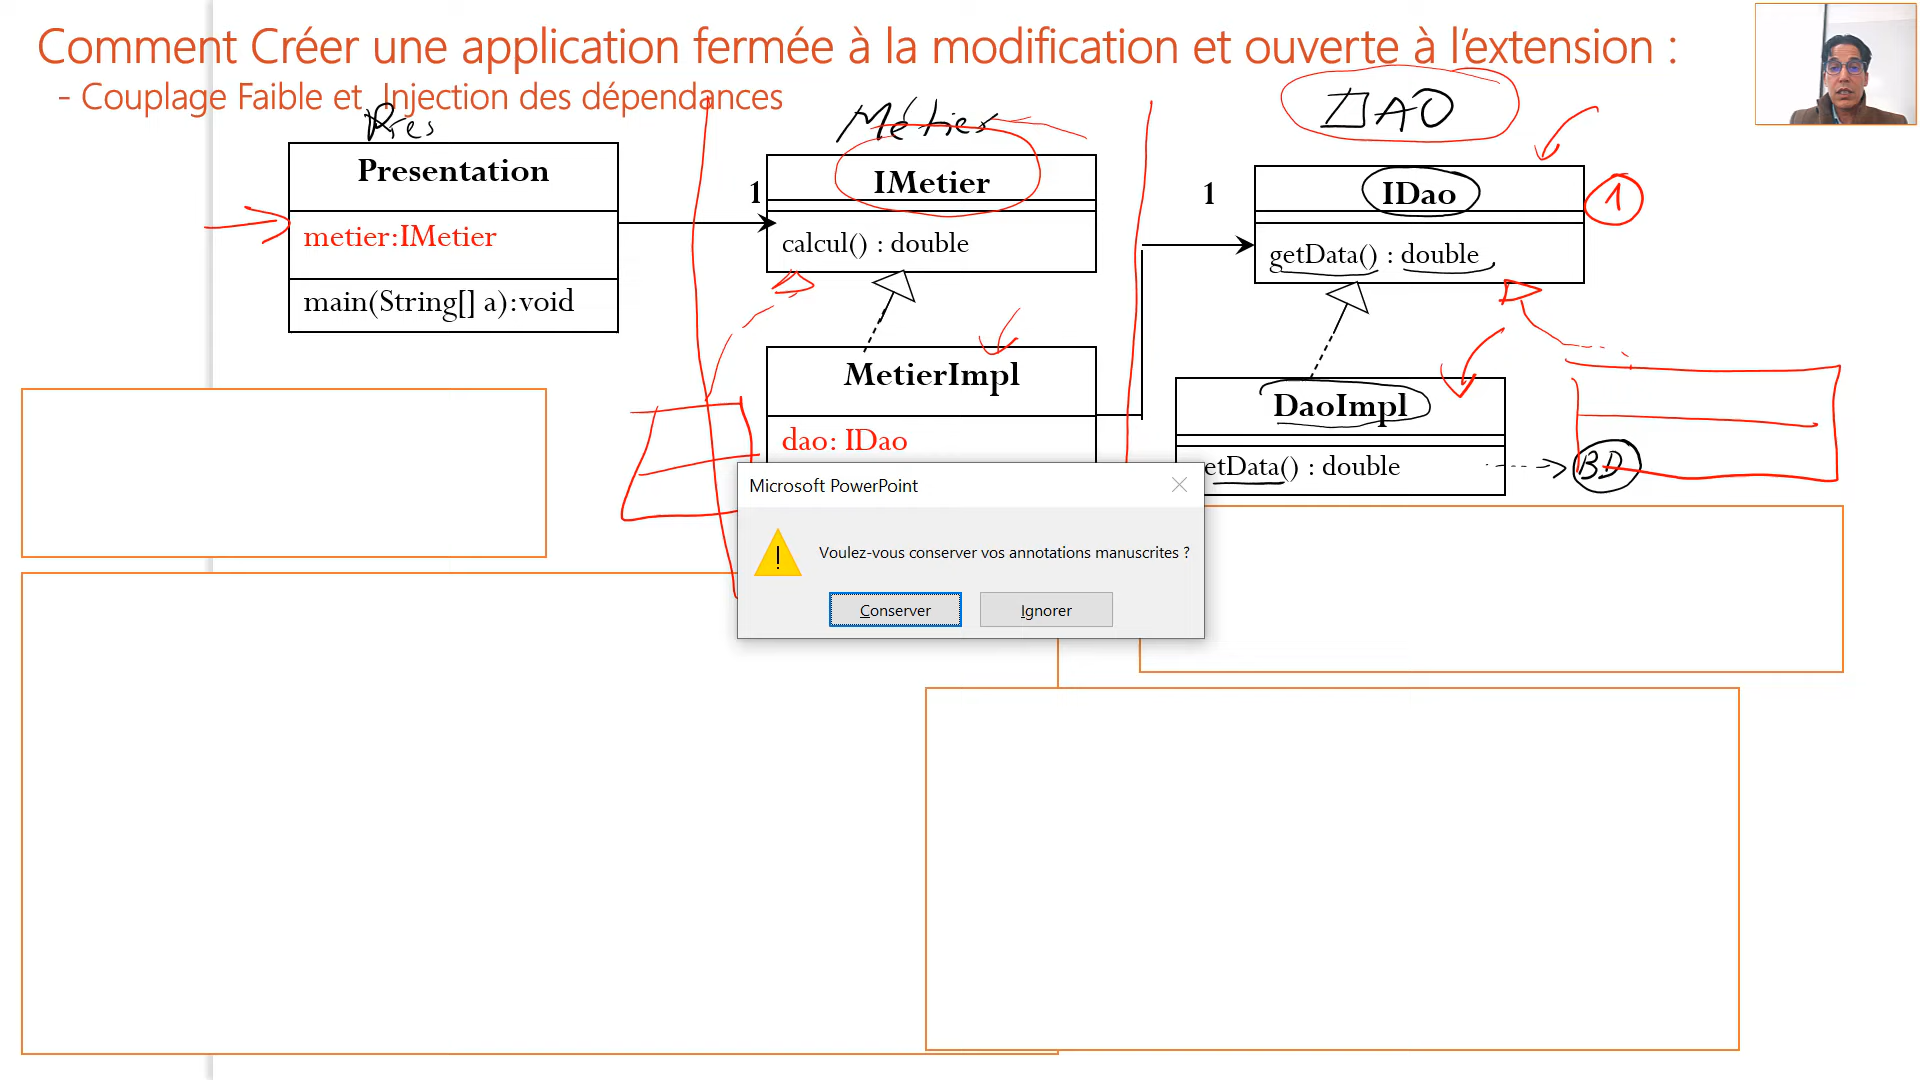 Comment Créer une application fermée à la modification et ouverte à l'extension :
- Couplage Faible et Injection des dépendances
Pres
Métier
DAO
Presentation
metier:IMetier
main(String[] a):void
1
IMetier
calcul() : double
1
IDao
getData() : double
1
MetierImpl
dao: IDao
DaoImpl
etData() : double
BD
Microsoft PowerPoint
Voulez-vous conserver vos annotations manuscrites ?
Conserver
Ignorer